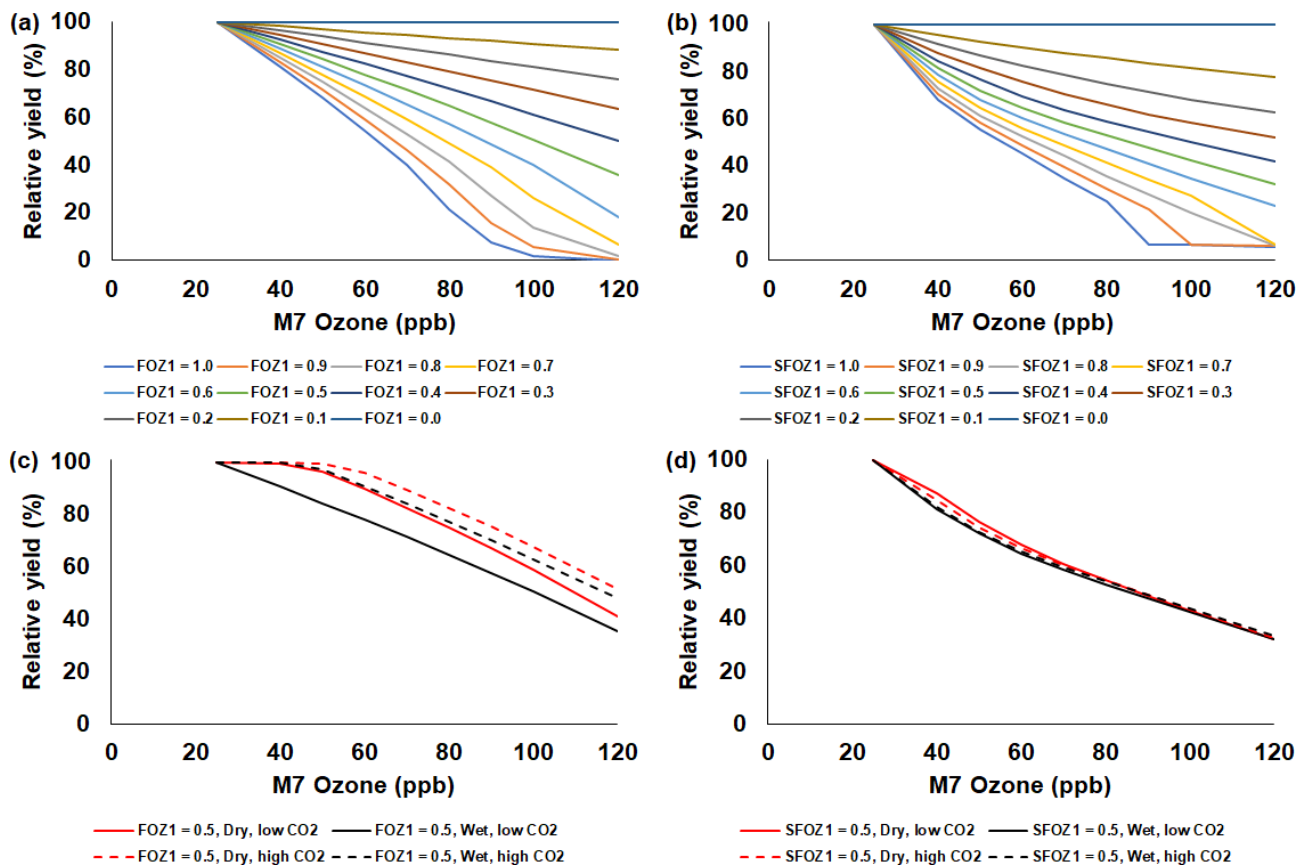 (a)
Relative yield (%)
100
80
60
40
20
0
0 20 40 60 80 100 120
M7 Ozone (ppb)
FOZ1 = 1.0 FOZ1 = 0.9 FOZ1 = 0.8 FOZ1 = 0.7
FOZ1 = 0.6 FOZ1 = 0.5 FOZ1 = 0.4 FOZ1 = 0.3
FOZ1 = 0.2 FOZ1 = 0.1 FOZ1 = 0.0
(b)
Relative yield (%)
100
80
60
40
20
0
0 20 40 60 80 100 120
M7 Ozone (ppb)
SFOZ1 = 1.0 SFOZ1 = 0.9 SFOZ1 = 0.8 SFOZ1 = 0.7
SFOZ1 = 0.6 SFOZ1 = 0.5 SFOZ1 = 0.4 SFOZ1 = 0.3
SFOZ1 = 0.2 SFOZ1 = 0.1 SFOZ1 = 0.0
(c)
Relative yield (%)
100
80
60
40
20
0
0 20 40 60 80 100 120
M7 Ozone (ppb)
FOZ1 = 0.5, Dry, low CO2 FOZ1 = 0.5, Wet, low CO2
FOZ1 = 0.5, Dry, high CO2 FOZ1 = 0.5, Wet, high CO2
(d)
Relative yield (%)
100
80
60
40
20
0
0 20 40 60 80 100 120
M7 Ozone (ppb)
SFOZ1 = 0.5, Dry, low CO2 SFOZ1 = 0.5, Wet, low CO2
SFOZ1 = 0.5, Dry, high CO2 SFOZ1 = 0.5, Wet, high CO2